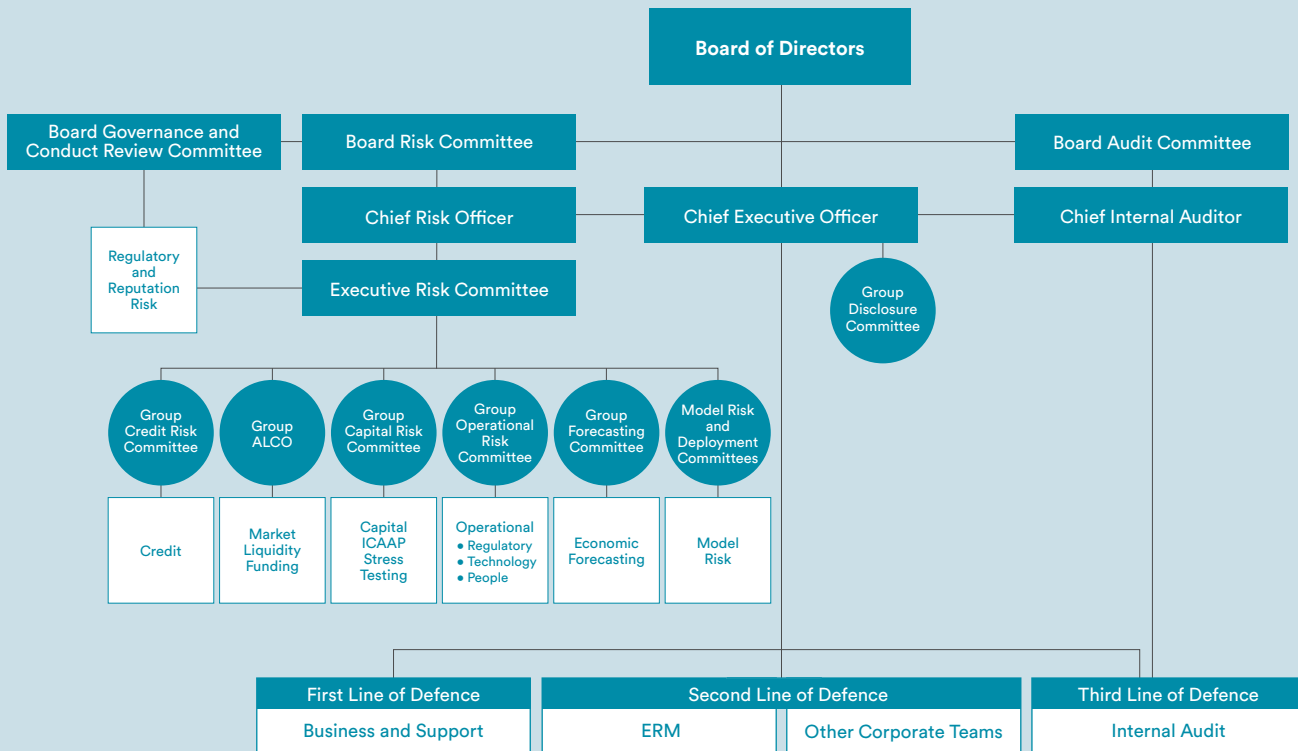 Board of Directors
Board Governance and
Conduct Review Committee
Board Risk Committee
Board Audit Committee
Chief Risk Officer
Chief Executive Officer
Chief Internal Auditor
Regulatory
and
Reputation
Risk
Executive Risk Committee
Group
Disclosure
Committee
Group
Credit Risk
Committee
Group
ALCO
Group
Capital Risk
Committee
Group
Operational
Risk
Committee
Group
Forecasting
Committee
Model Risk
and
Deployment
Committees
Credit
Market
Liquidity
Funding
Capital
ICAAP
Stress
Testing
Operational
• Regulatory
• Technology
• People
Economic
Forecasting
Model
Risk
First Line of Defence
Business and Support
Second Line of Defence
ERM
Other Corporate Teams
Third Line of Defence
Internal Audit